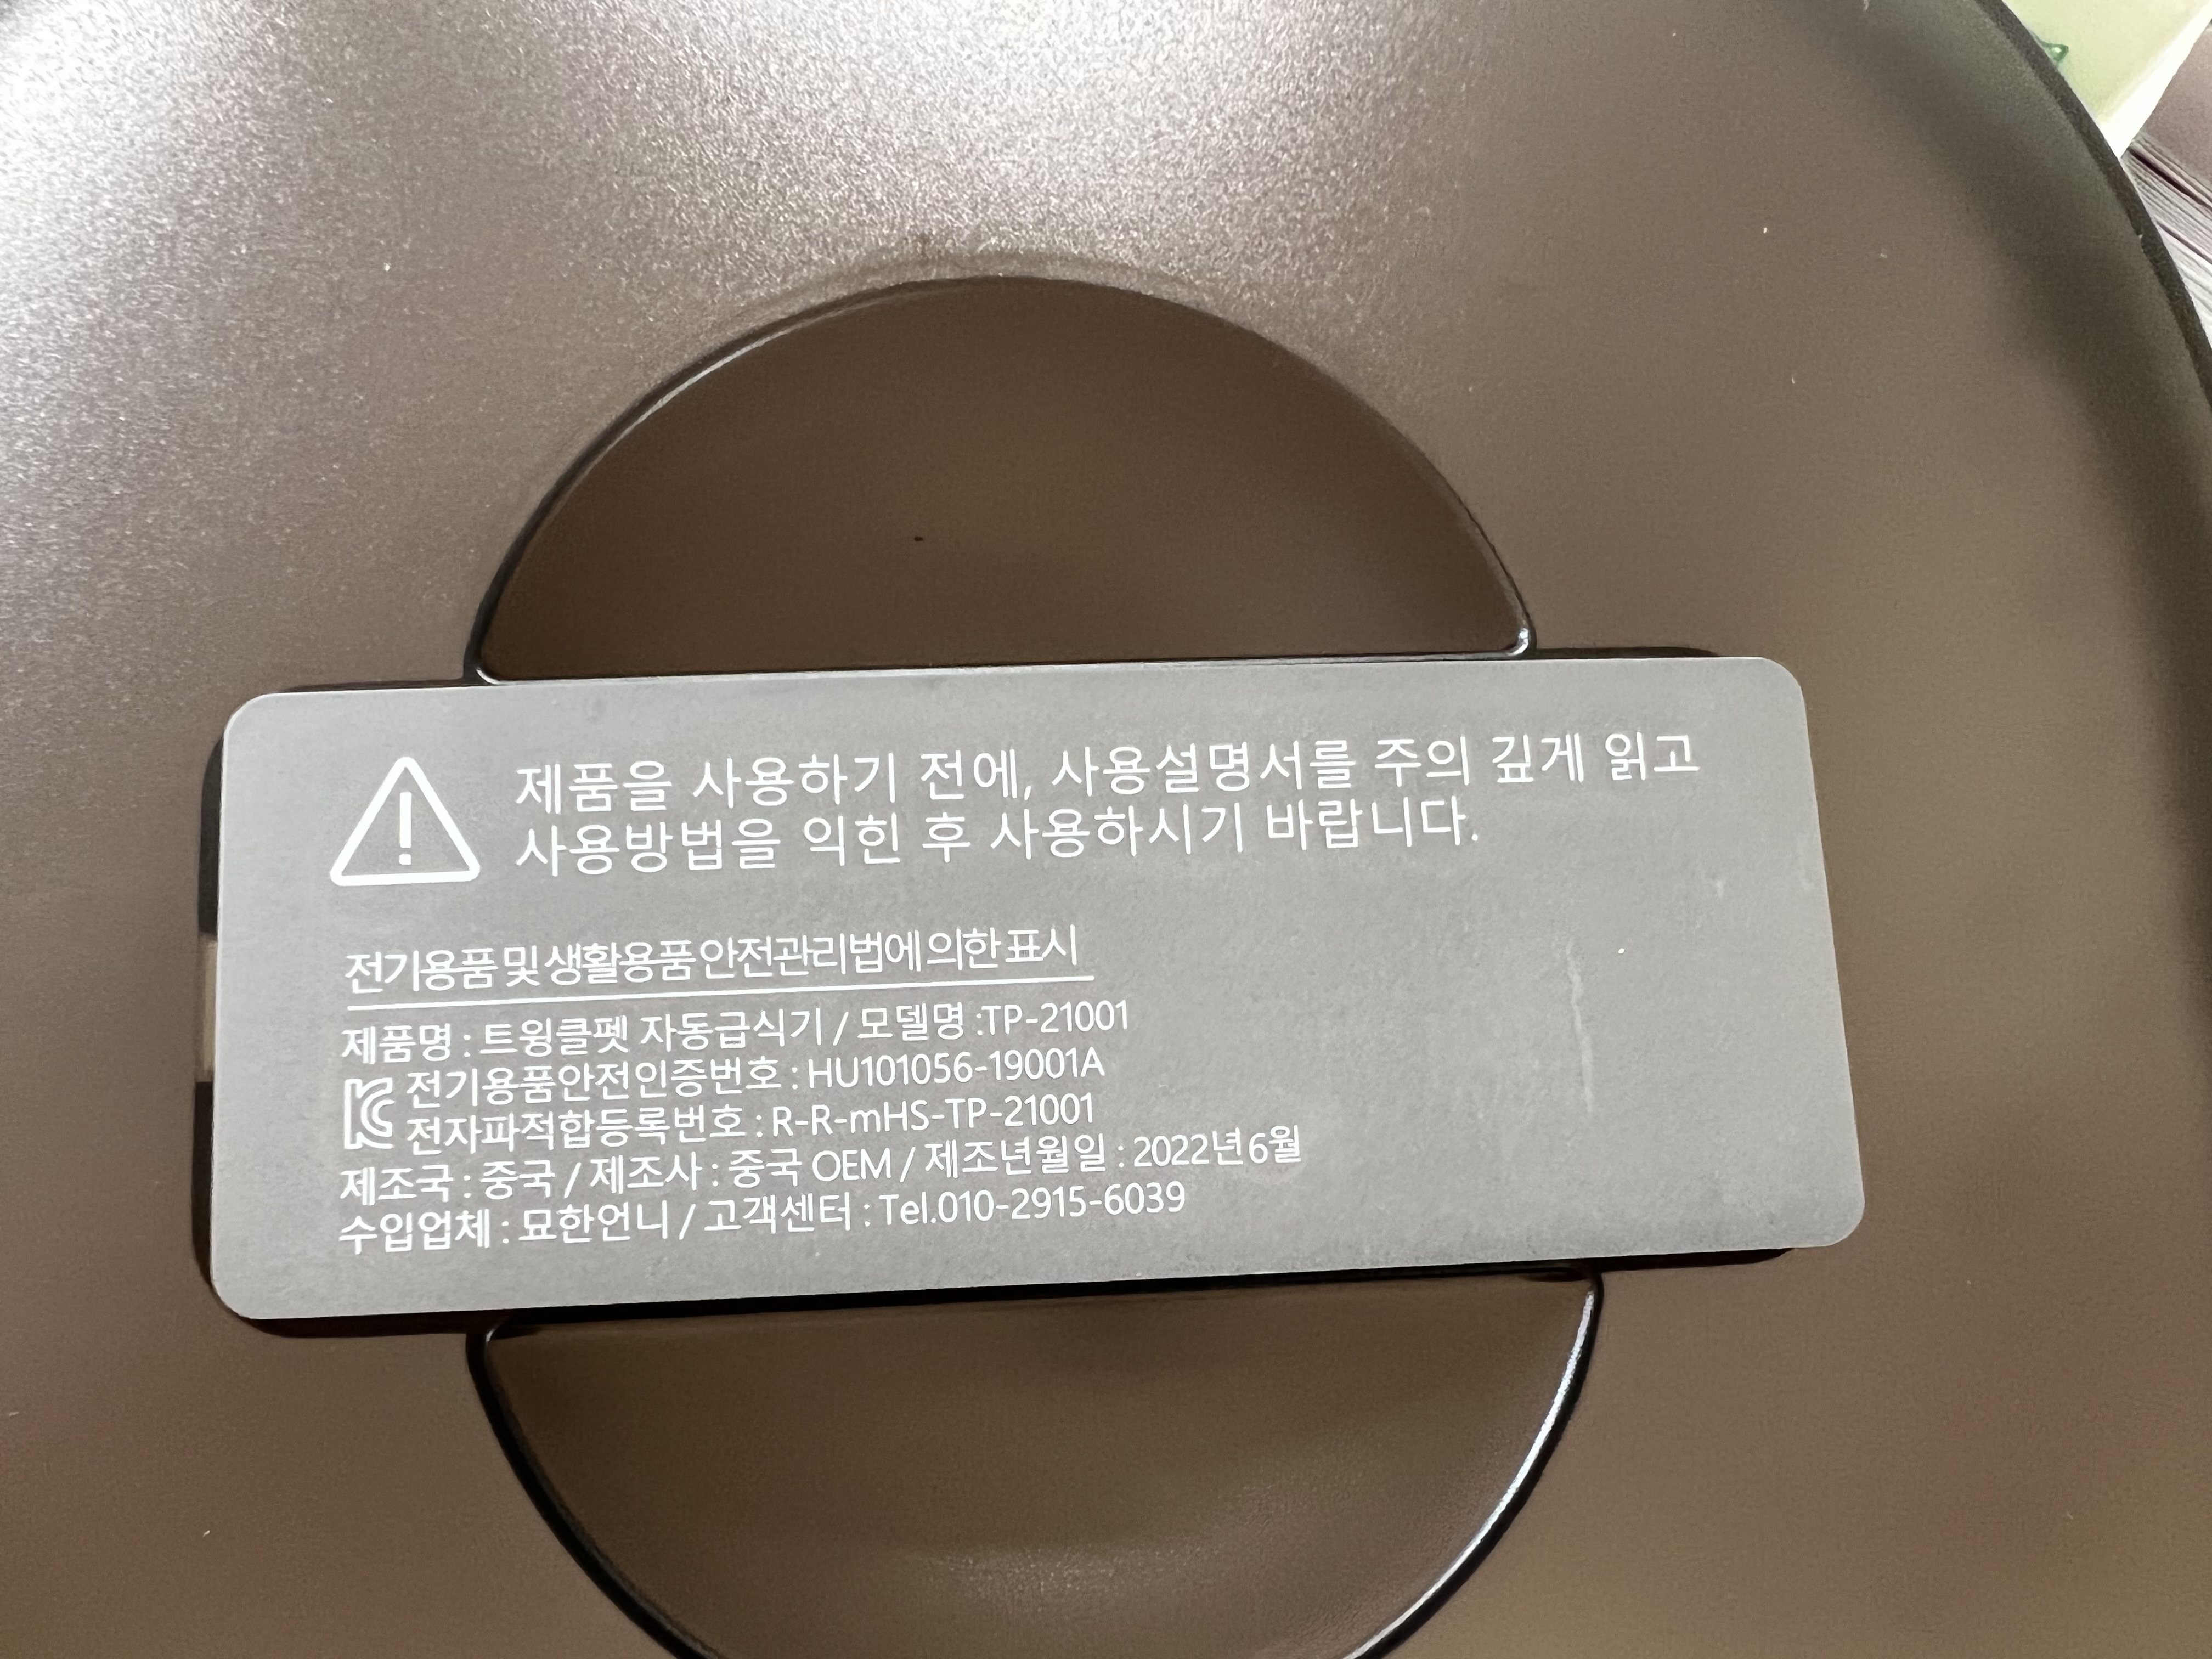 제품을 사용하기 전에, 사용설명서를 주의 깊게 읽고
사용방법을 익힌 후 사용하시기 바랍니다.
전기용품 및 생활용품 안전관리법에 의한 표시
제품명 : 트윙클펫 자동급식기 / 모델명 :TP-21001
전기용품안전인증번호 : HU101056-19001A
전자파적합등록번호 : R-R-mHS-TP-21001
제조국 : 중국 / 제조사 : 중국 OEM / 제조년월일 : 2022년 6월
수입업체 : 묘한언니 / 고객센터 : Tel.010-2915-6039